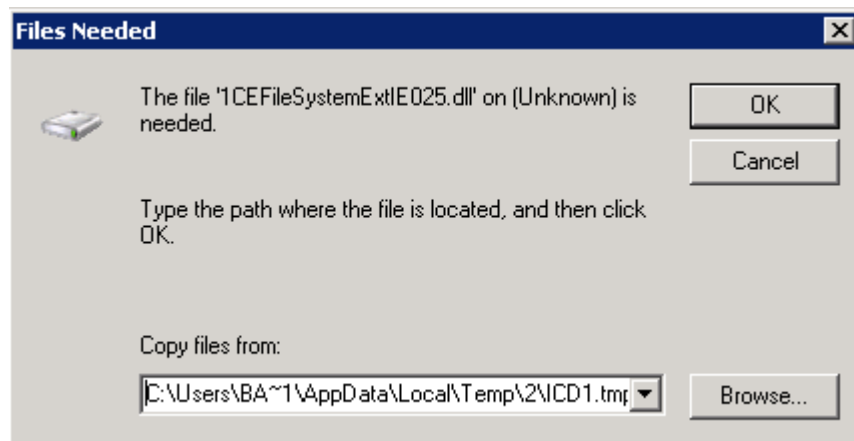 Files Needed
The file '1CEFileSystemExtIE025.dll' on (Unknown) is
needed.
OK
Cancel
Type the path where the file is located, and then click
OK.
Copy files from:
C:\Users\BA~1\AppData\Local\Temp\2\ICD1.tmp
Browse...